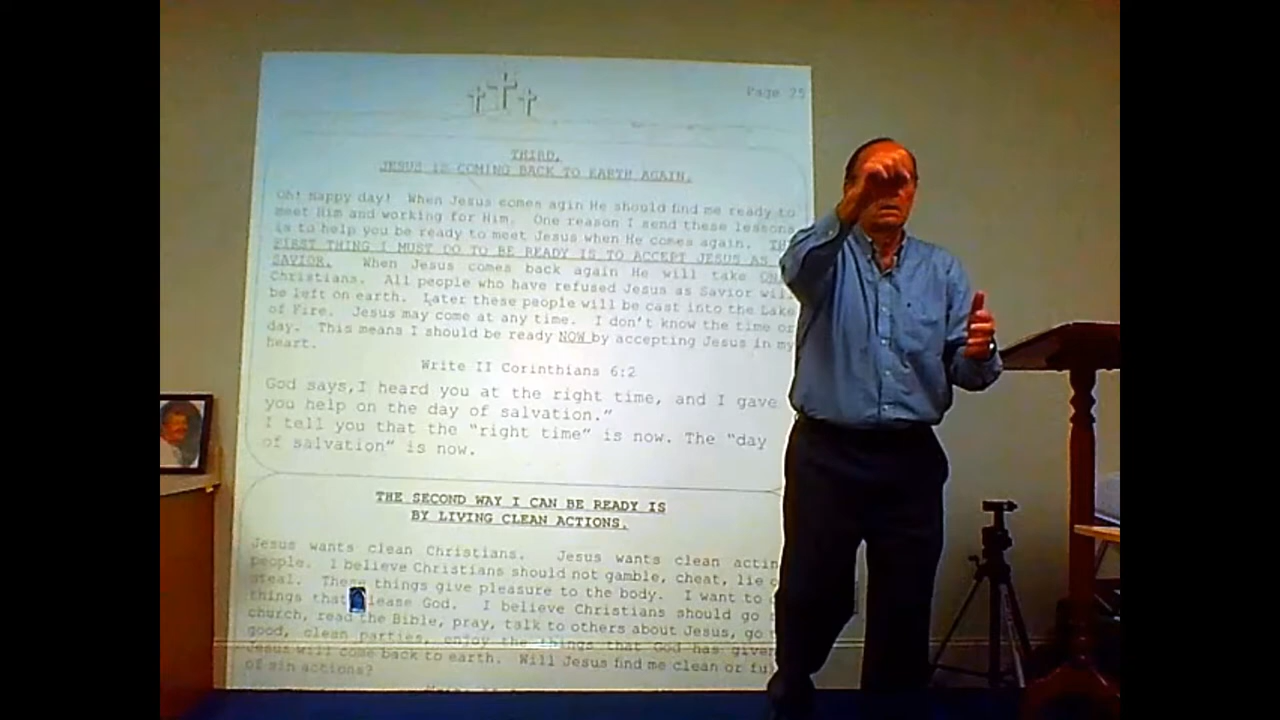 Page 25
THIRD,
JESUS IS COMING BACK TO EARTH AGAIN.
Oh! Happy day! When Jesus comes agin He should find me ready to
meet Him and working for Him. One reason I send these lessons
is to help you be ready to meet Jesus when He comes again.
FIRST THING I MUST DO TO BE READY IS TO ACCEPT JESUS AS
SAVIOR. When Jesus comes back again He will take
Christians. All people who have refused Jesus as Savior will
be left on earth. Later these people will be cast into the Lake
of Fire. Jesus may come at any time. I don't know the time or
day. This means I should be ready NOW by accepting Jesus in my
heart.
Write II Corinthians 6:2
God says,I heard you at the right time, and I gave
you help on the day of salvation.”
I tell you that the “right time” is now. The “day
of salvation” is now.
THE SECOND WAY I CAN BE READY IS
BY LIVING CLEAN ACTIONS.
Jesus wants clean Christians. Jesus wants clean
people. I believe Christians should not gamble, cheat, lie
steal. These things give pleasure to the body. I want to
things that God. I believe Christians should go
church, read the Bible, pray, talk to others about Jesus, go
good, clean parties, enjoy the things that God has
Jesus will come back to earth. Will Jesus find me clean or
of sin actions?